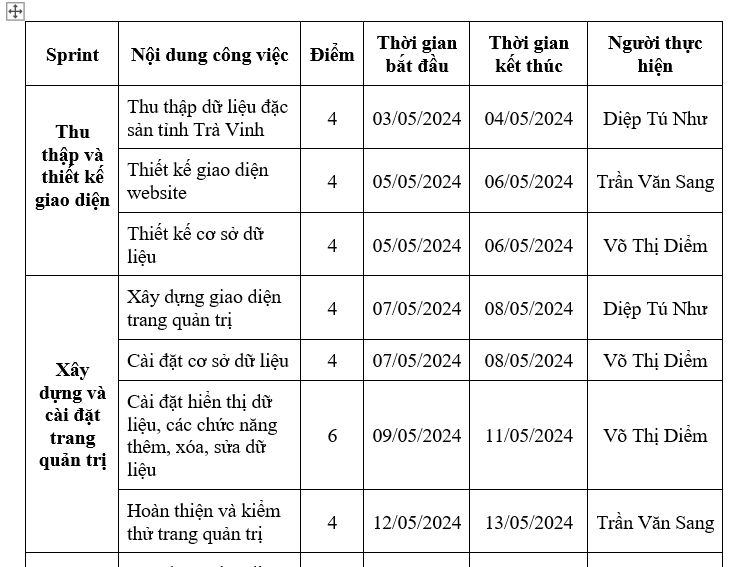 Sprint
Nội dung công việc
Điểm
Thời gian
bắt đầu
Thời gian
kết thúc
Người thực
hiện
Thu
thập và
thiết kế
giao diện
Thu thập dữ liệu đặc
sản tỉnh Trà Vinh
4
03/05/2024
04/05/2024
Diệp Tú Như
Thiết kế giao diện
website
4
05/05/2024
06/05/2024
Trần Văn Sang
Thiết kế cơ sở dữ
liệu
4
05/05/2024
06/05/2024
Võ Thị Diễm
Xây
dựng và
cài đặt
trang
quản trị
Xây dựng giao diện
trang quản trị
4
07/05/2024
08/05/2024
Diệp Tú Như
Cài đặt cơ sở dữ liệu
4
07/05/2024
08/05/2024
Võ Thị Diễm
Cài đặt hiển thị dữ
liệu, các chức năng
thêm, xóa, sửa dữ
liệu
6
09/05/2024
11/05/2024
Võ Thị Diễm
Hoàn thiện và kiểm
thử trang quản trị
4
12/05/2024
13/05/2024
Trần Văn Sang